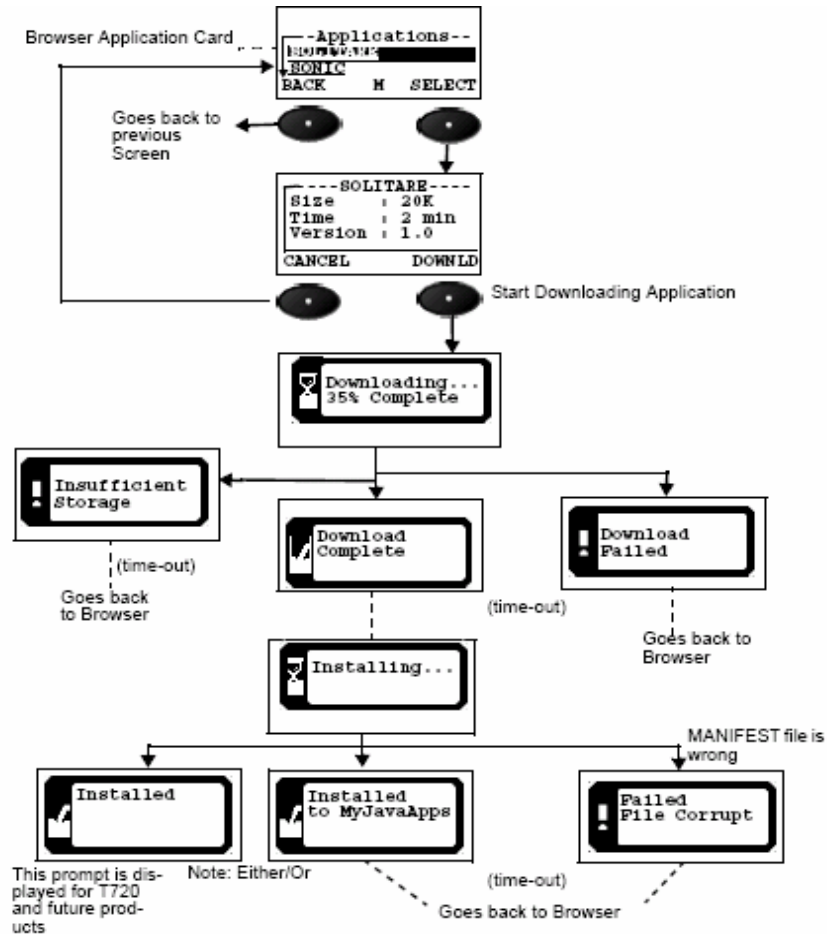 Browser Application Card
--Applications--
SOLITARE
SONIC
BACK M SELECT
Goes back to
previous
Screen
----SOLITARE----
Size : 20K
Time : 2 min
Version : 1.0
CANCEL DOWNLD
Start Downloading Application
Downloading...
35% Complete
Insufficient
Storage
Download
Complete
Download
Failed
(time-out)
Goes back
to Browser
(time-out)
Goes back to
Browser
Installing...
MANIFEST file is
wrong
Installed
Installed
to MyJavaApps
Failed
File Corrupt
This prompt is dis-
played for T720
and future prod-
ucts
Note: Either/Or
(time-out)
Goes back to Browser